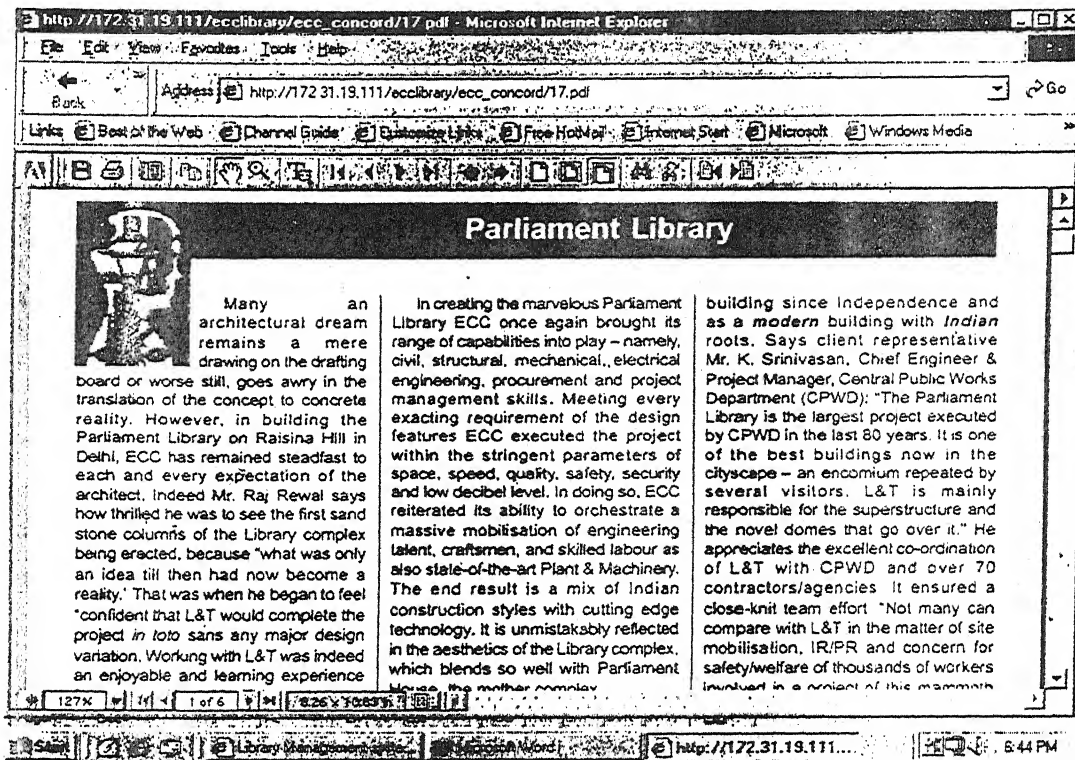 http //172.31.19.111/ecclibrary/ecc_concord/17 pdf - Microsoft Internet Explorer
File Edit View Favorites Tools Help
Back
Address http://172 31.19.111/ecclibrary/ecc_concord/17.pdf
Go
Links Best of the Web Channel Guide Customize Links Free HotMail Internet Start Microsoft Windows Media
Parliament Library
Many an
architectural dream
remains a mere
drawing on the drafting
board or worse still, goes awry in the
translation of the concept to concrete
reality. However, in building the
Parliament Library on Raisina Hill in
Delhi, ECC has remained steadfast to
each and every expectation of the
architect. Indeed Mr. Raj Rewal says
how thrilled he was to see the first sand
stone columns of the Library complex
being erected, because "what was only
an idea till then had now become a
reality.' That was when he began to feel
"confident that L&T would complete the
project in toto sans any major design
variation. Working with L&T was indeed
an enjoyable and learning experience
In creating the marvelous Parliament
Library ECC once again brought its
range of capabilities into play – namely,
civil, structural, mechanical, electrical
engineering, procurement and project
management skills. Meeting every
exacting requirement of the design
features ECC executed the project
within the stringent parameters of
space, speed, quality, safety, security
and low decibel level. In doing so, ECC
reiterated its ability to orchestrate a
massive mobilisation of engineering
talent, craftsmen, and skilled labour as
also state-of-the-art Plant & Machinery.
The end result is a mix of Indian
construction styles with cutting edge
technology. It is unmistakably reflected
in the aesthetics of the Library complex,
which blends so well with Parliament
House, the mother complex
building since Independence and
as a modern building with Indian
roots. Says client representative
Mr. K. Srinivasan, Chief Engineer &
Project Manager, Central Public Works
Department (CPWD): "The Parliament
Library is the largest project executed
by CPWD in the last 80 years. It is one
of the best buildings now in the
cityscape – an encomium repeated by
several visitors. L&T is mainly
responsible for the superstructure and
the novel domes that go over it." He
appreciates the excellent co-ordination
of L&T with CPWD and over 70
contractors/agencies It ensured a
close-knit team effort "Not many can
compare with L&T in the matter of site
mobilisation, IR/PR and concern for
safety/welfare of thousands of workers
involved in a project of this mammoth
127% 1 of 6 8.26 x 10.83 in
Start Library Management Microsoft Word http://172.31.19.111.... 6:44 PM